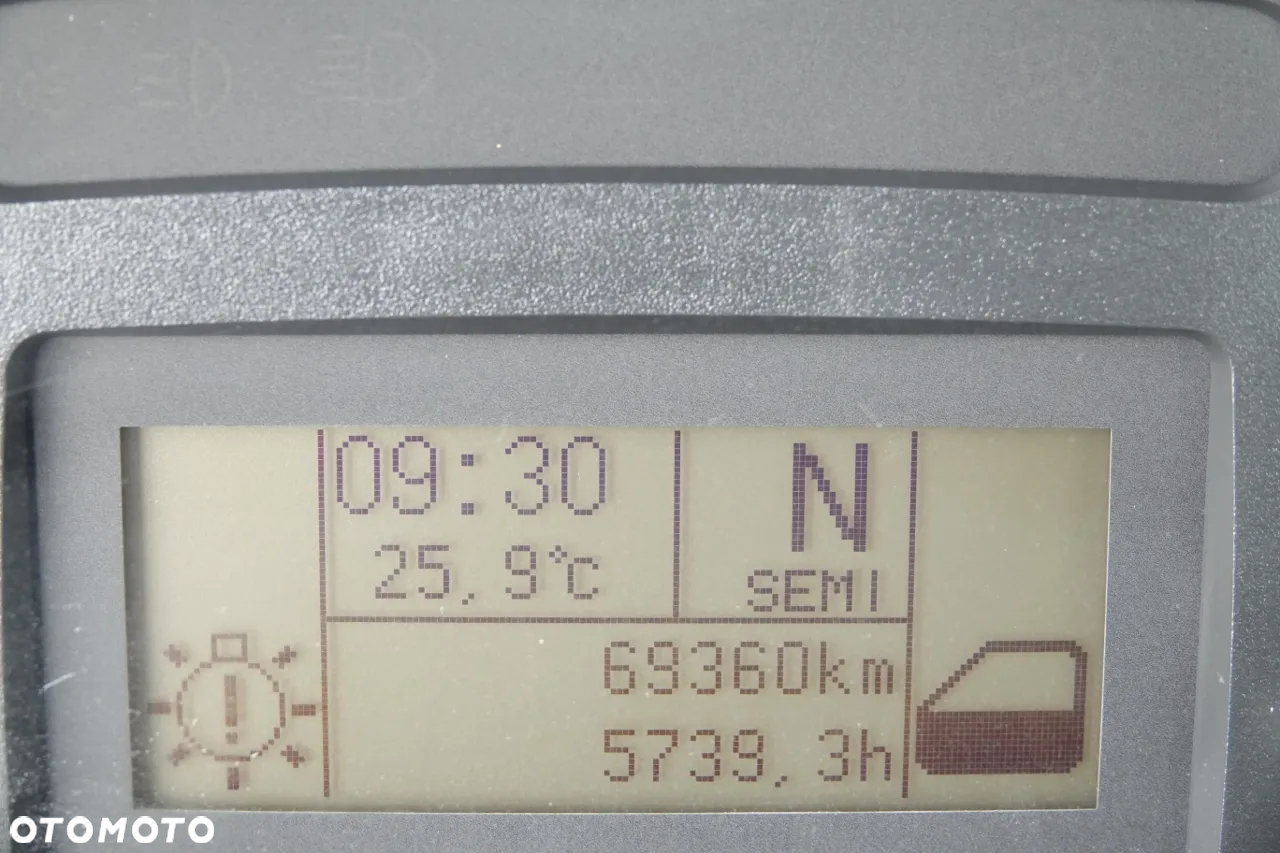 09:30
25,9°C
N
SEMI
69360km
5739,3h
OTOMOTO